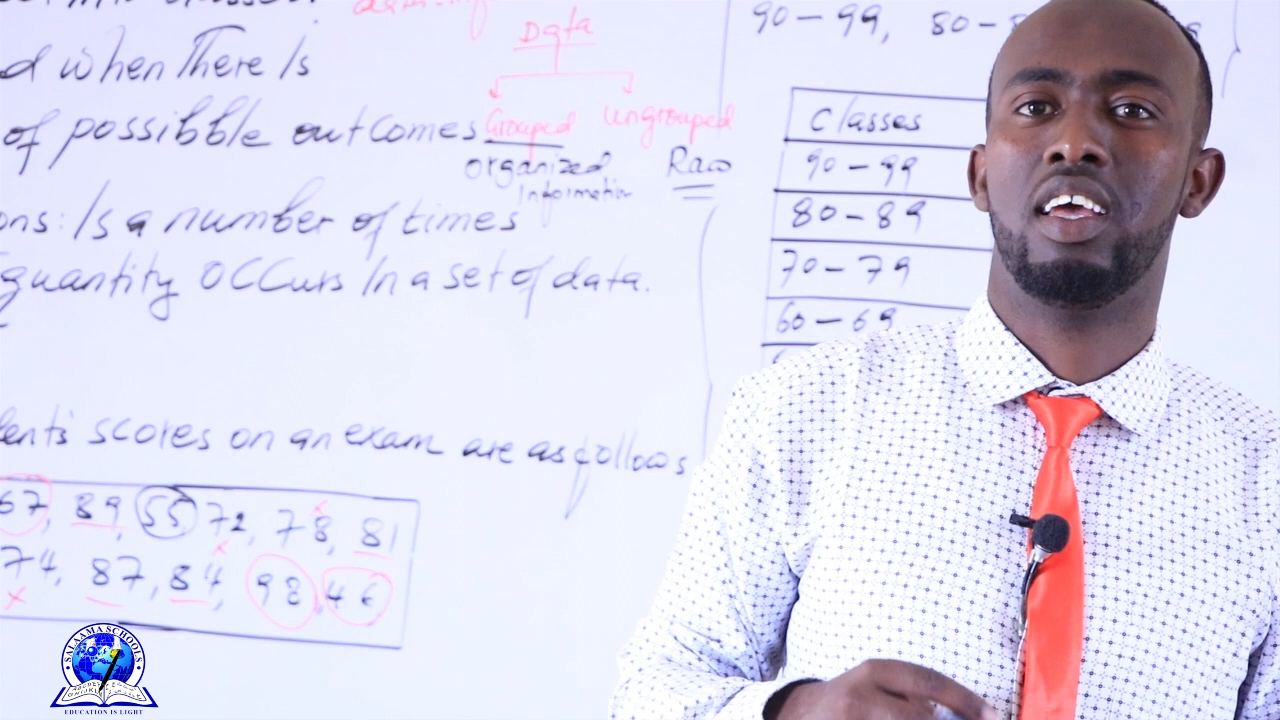 Data
d when There Is
of possibble outcomes
Grouped ungrouped
organized
Information
Raw
ons: Is a number of times
quantity OCCurs In a set of data.
ents scores on an exam are as follows
67, 89, 55 72, 78, 81
74, 87, 84, 98, 46
90 – 99, 80 –
Classes
90 – 99
80 – 89
70 – 79
60 – 69
SALAAMA SCHOOLS
EDUCATION IS LIGHT